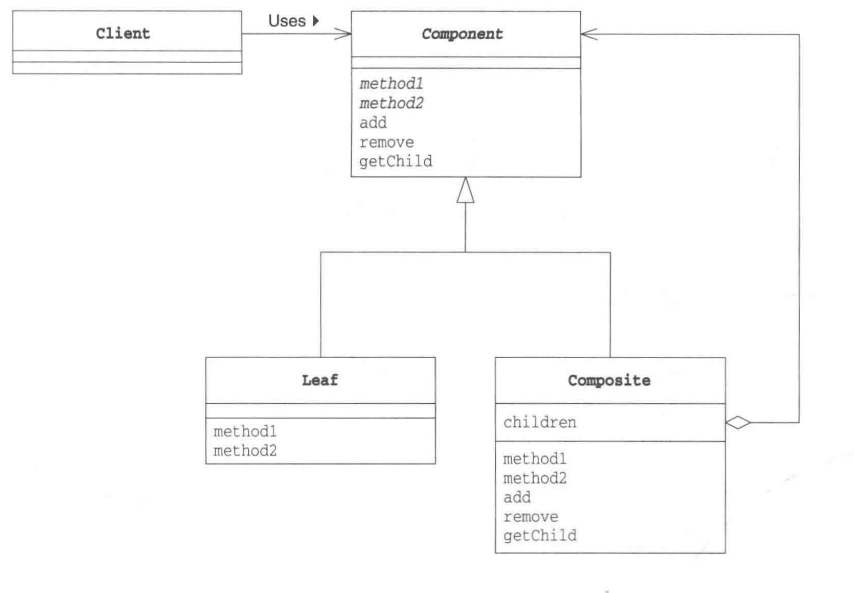 Uses
Client
Component
method1
method2
add
remove
getChild
Leaf
method1
method2
Composite
children
method1
method2
add
remove
getChild